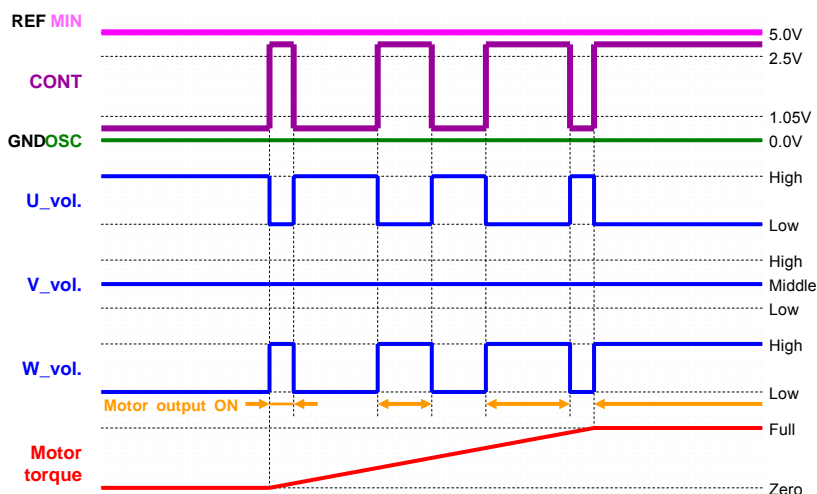 REF MIN
5.0V
2.5V
CONT
1.05V
GNDOSC
0.0V
High
U_vol.
Low
High
V_vol.
Middle
Low
High
W_vol.
Low
Motor output ON
Full
Motor
torque
Zero